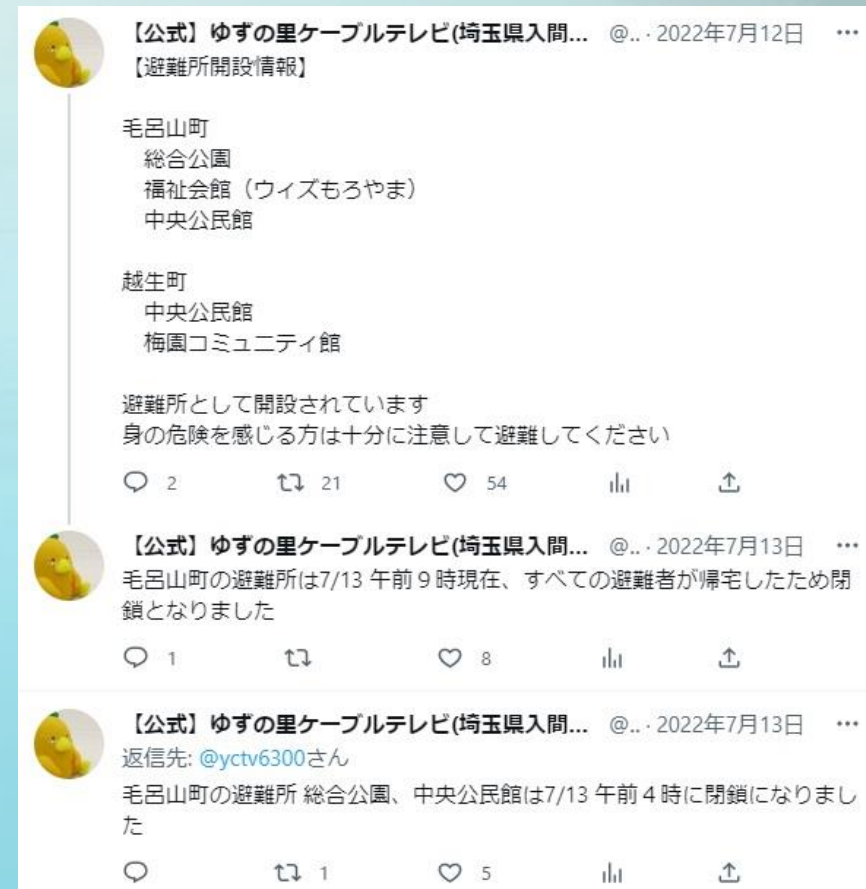 【公式】ゆずの里ケーブルテレビ(埼玉県入間... @.. · 2022年7月12日 ···
【避難所開設情報】
毛呂山町
総合公園
福祉会館（ウィズもろやま）
中央公民館
越生町
中央公民館
梅園コミュニティ館
避難所として開設されています
身の危険を感じる方は十分に注意して避難してください
2 21 54
【公式】ゆずの里ケーブルテレビ(埼玉県入間... @.. · 2022年7月13日 ···
毛呂山町の避難所は7/13 午前９時現在、すべての避難者が帰宅したため閉
鎖となりました
1 8
【公式】ゆずの里ケーブルテレビ(埼玉県入間... @.. · 2022年7月13日 ···
返信先: @yctv6300さん
毛呂山町の避難所 総合公園、中央公民館は7/13 午前４時に閉鎖になりまし
た
1 5